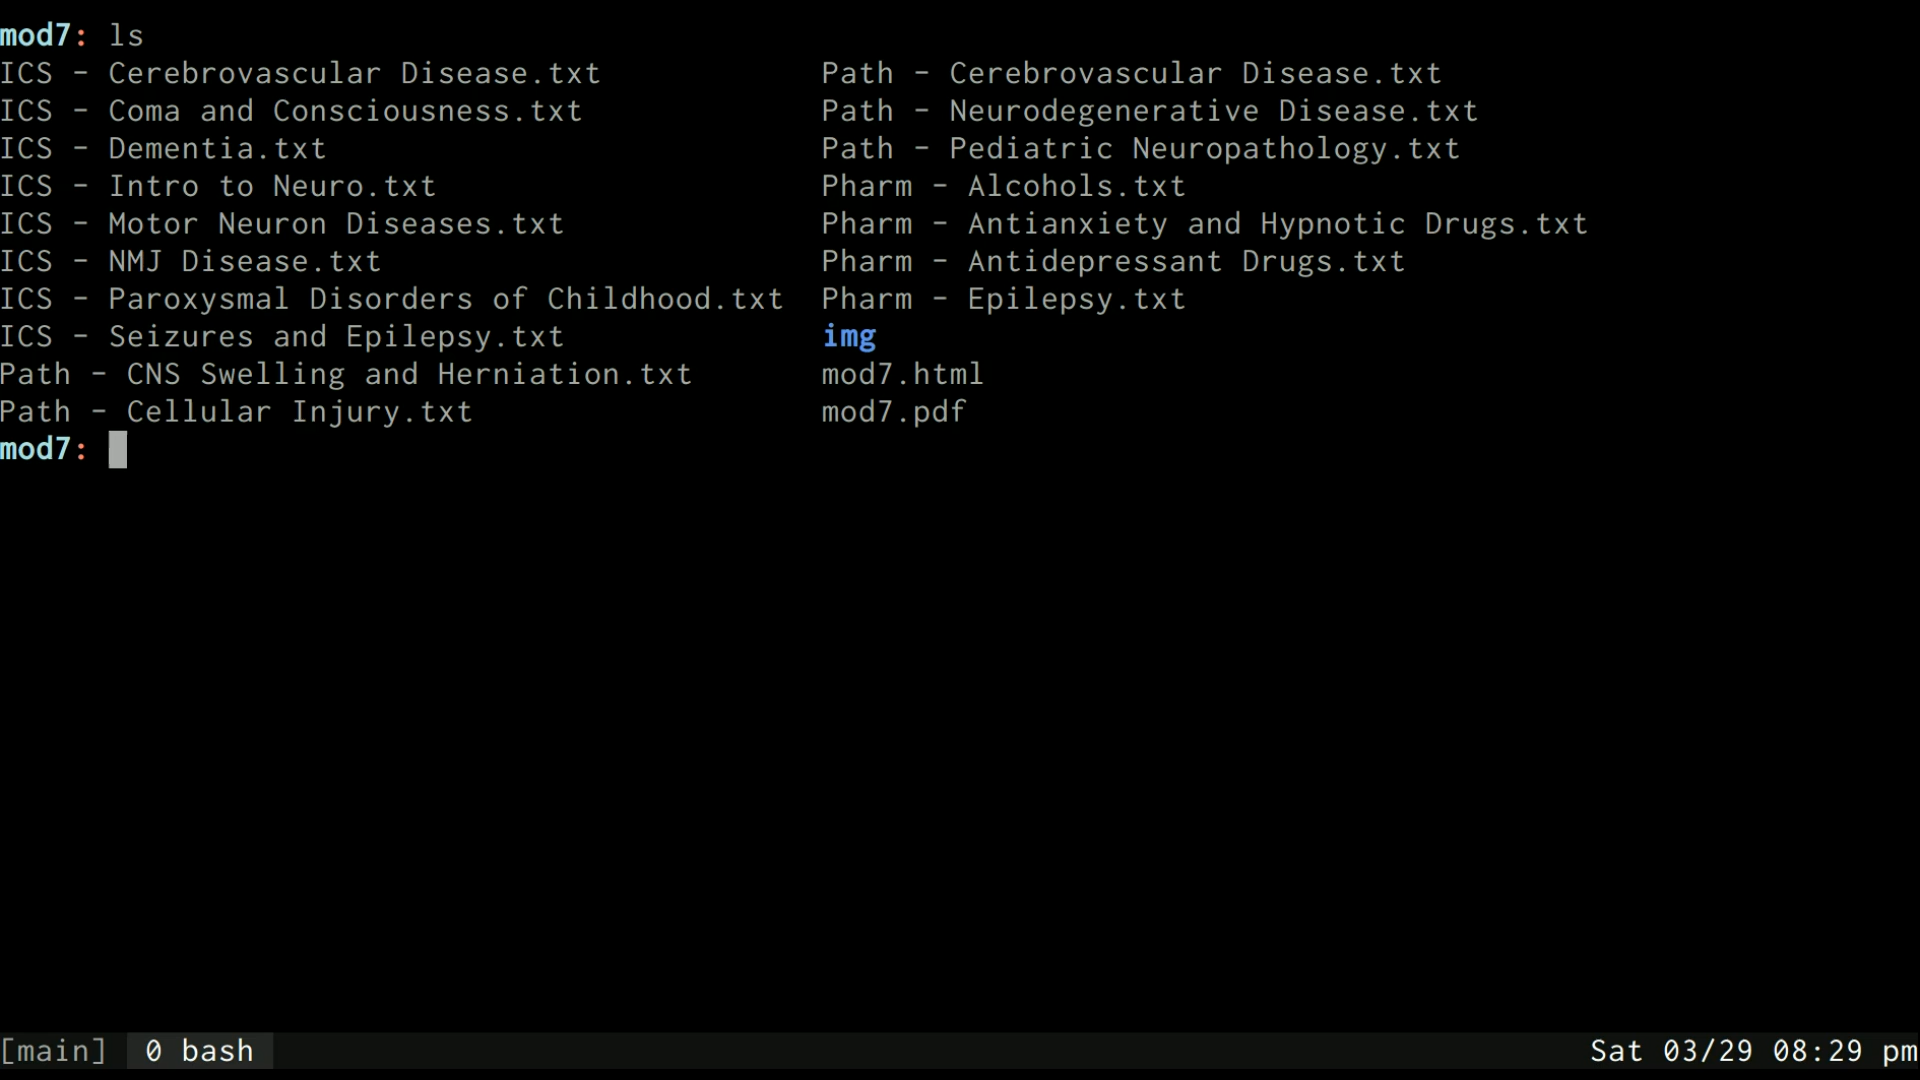 mod7: ls
ICS - Cerebrovascular Disease.txt Path - Cerebrovascular Disease.txt
ICS - Coma and Consciousness.txt Path - Neurodegenerative Disease.txt
ICS - Dementia.txt Path - Pediatric Neuropathology.txt
ICS - Intro to Neuro.txt Pharm - Alcohols.txt
ICS - Motor Neuron Diseases.txt Pharm - Antianxiety and Hypnotic Drugs.txt
ICS - NMJ Disease.txt Pharm - Antidepressant Drugs.txt
ICS - Paroxysmal Disorders of Childhood.txt Pharm - Epilepsy.txt
ICS - Seizures and Epilepsy.txt img
Path - CNS Swelling and Herniation.txt mod7.html
Path - Cellular Injury.txt mod7.pdf
mod7:
[main] 0 bash Sat 03/29 08:29 pm